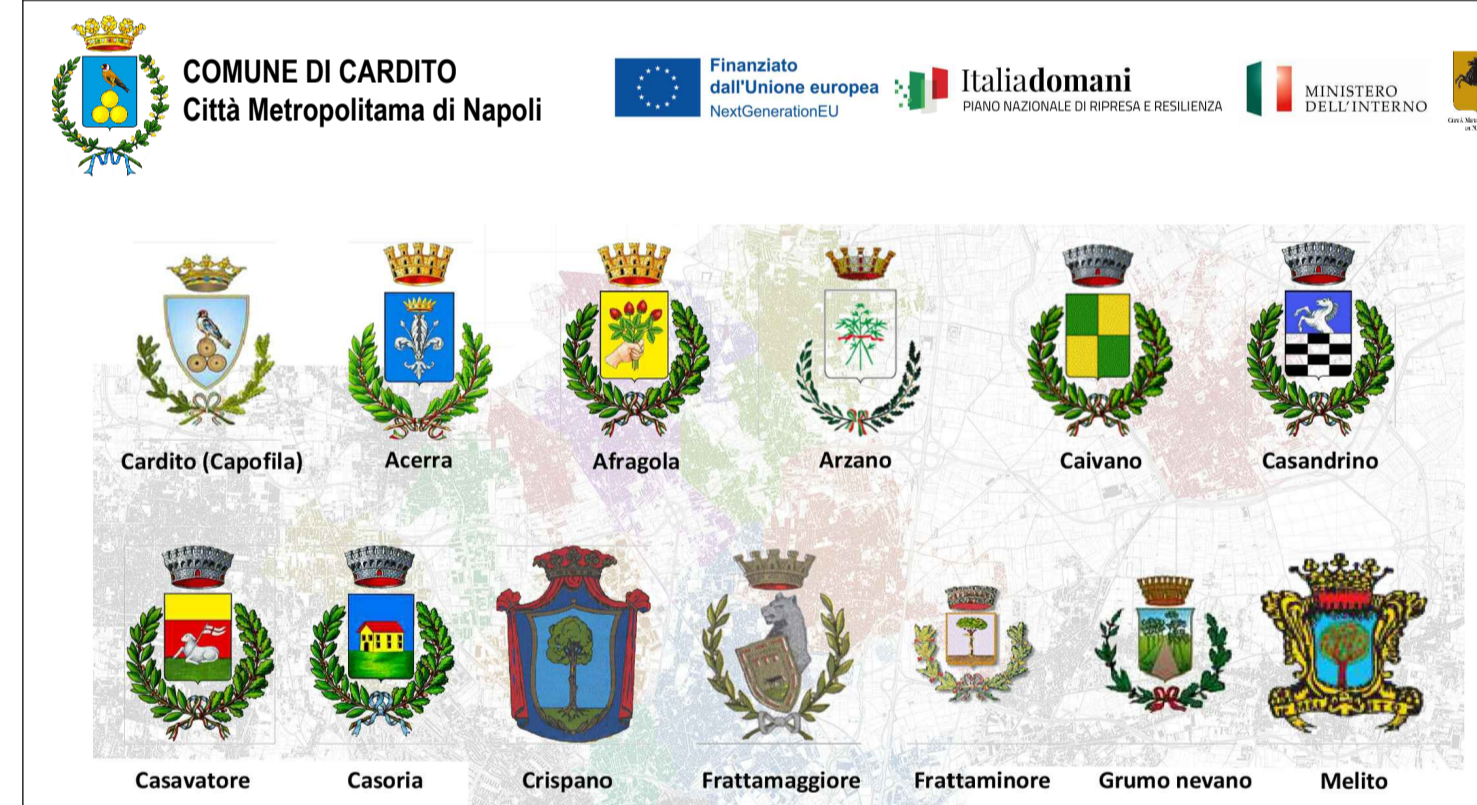 COMUNE DI CARDITO
Città Metropolitama di Napoli
Finanziato
dall'Unione europea
NextGenerationEU
Italiadomani
PIANO NAZIONALE DI RIPRESA E RESILIENZA
MINISTERO
DELL'INTERNO
Cardito (Capofila)
Acerra
Afragola
Arzano
Caivano
Casandrino
Casavatore
Casoria
Crispano
Frattamaggiore
Frattaminore
Grumo nevano
Melito